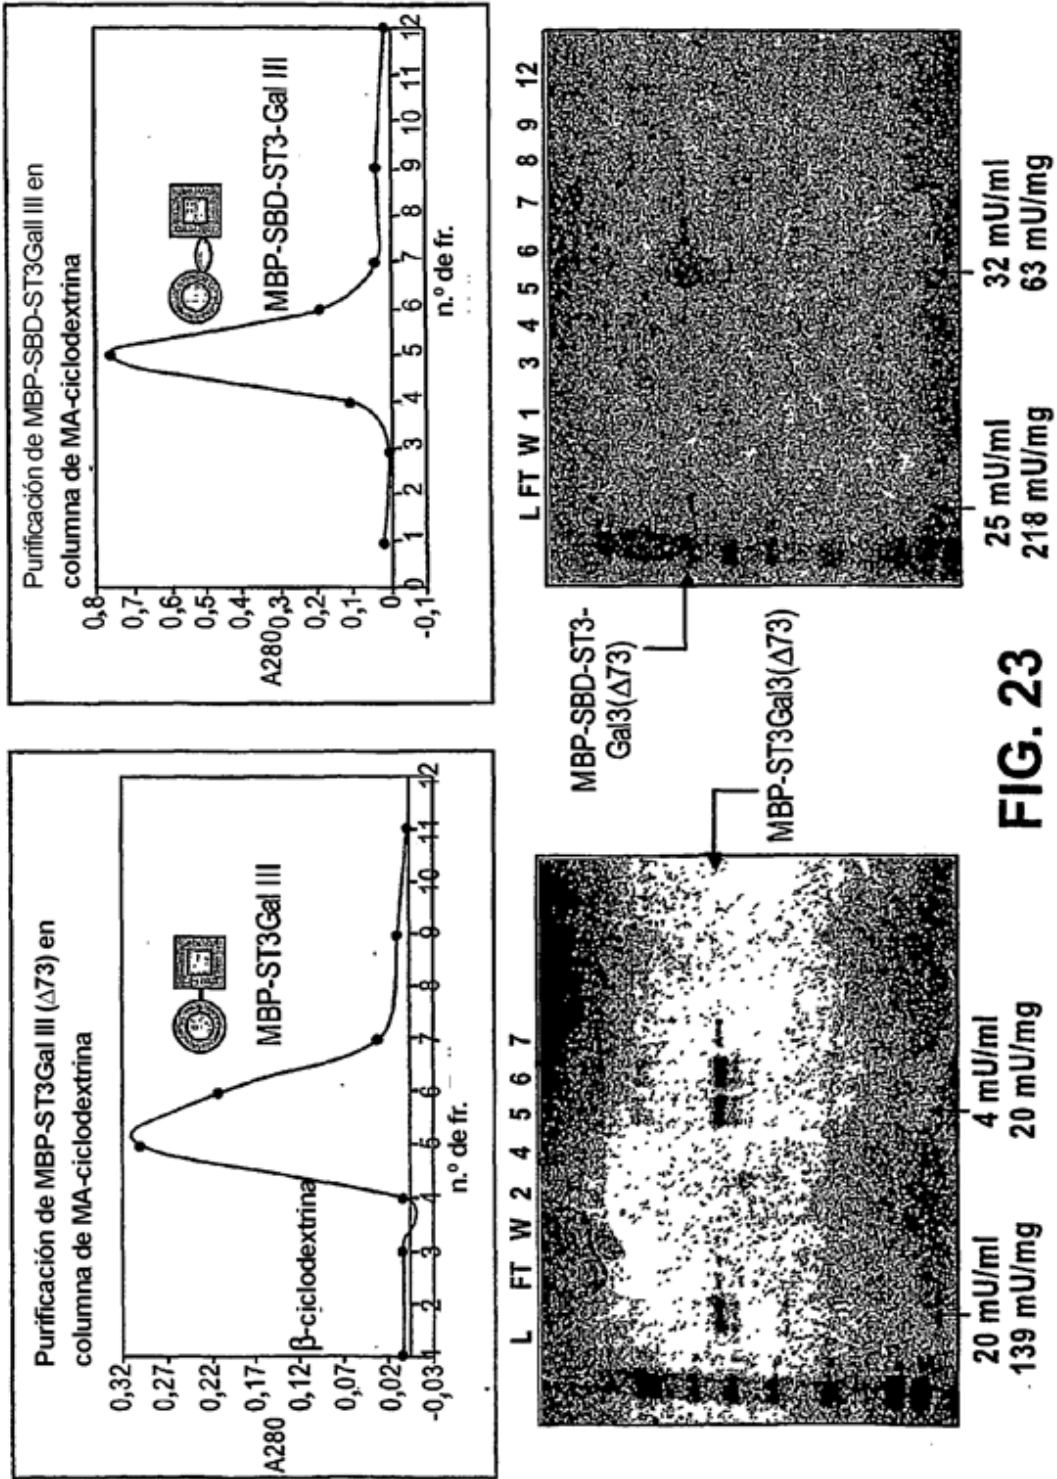 Purificación de MBP-ST3Gal III (Δ73) en
columna de MA-ciclodextrina
0,32
0,27
0,22
0,17
0,12
0,07
0,02
-0,03
A280
β-ciclodextrina
MBP-ST3Gal III
1 2 3 4 5 6 7 8 9 10 11 12
n.º de fr.
Purificación de MBP-SBD-ST3Gall III en
columna de MA-ciclodextrina
0,8
0,7
0,6
0,5
0,4
0,3
0,2
0,1
0
-0,1
A280
MBP-SBD-ST3-Gal III
0 1 2 3 4 5 6 7 8 9 10 11 12
n.º de fr.
L FT W 2 4 5 6 7
20 mU/ml
139 mU/mg
4 mU/ml
20 mU/mg
MBP-SBD-ST3-
Gal3(Δ73)
MBP-ST3Gal3(Δ73)
L FT W 1 3 4 5 6 7 8 9 12
25 mU/ml
218 mU/mg
32 mU/ml
63 mU/mg
FIG. 23